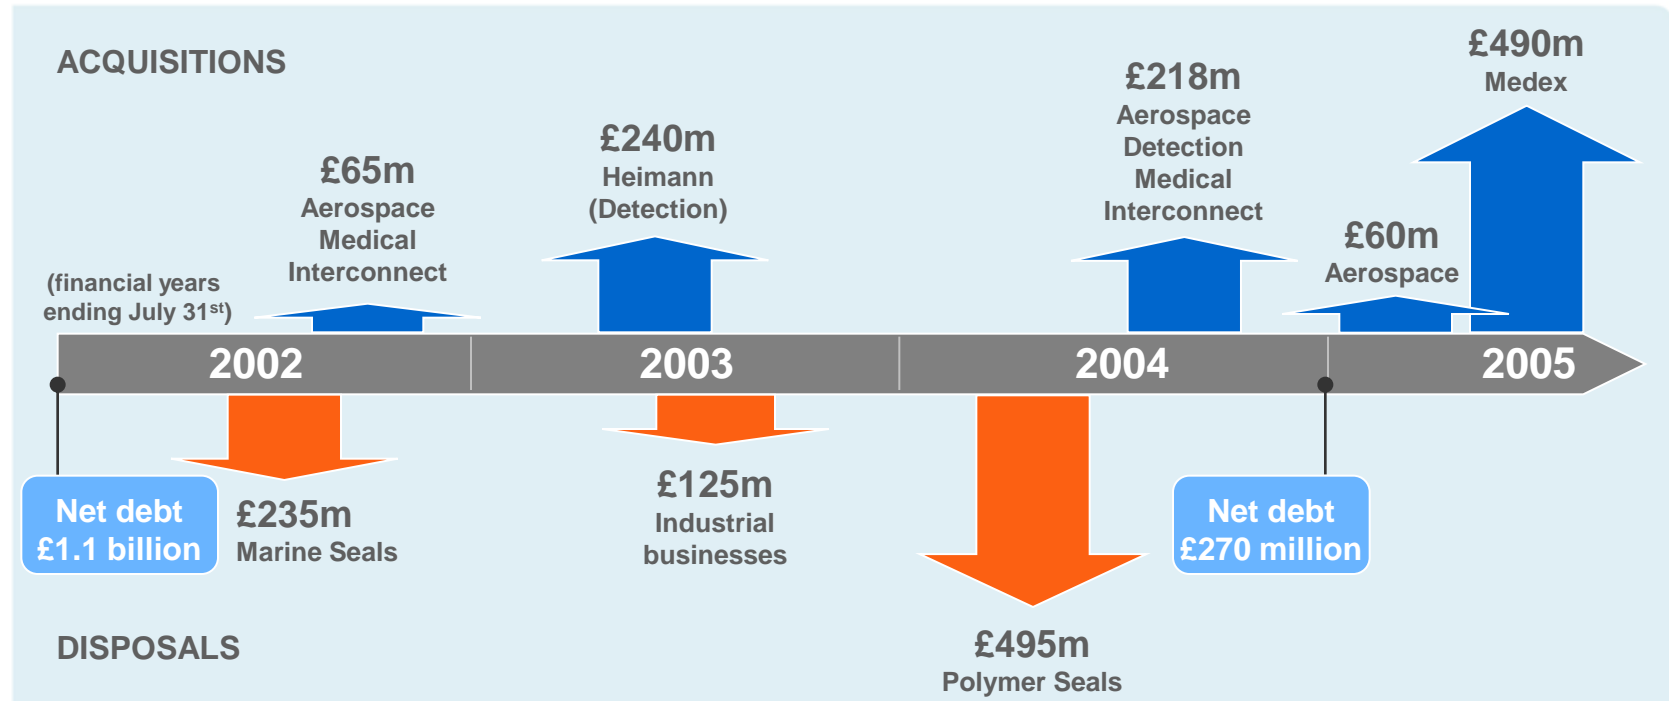 ACQUISITIONS
£490m
Medex
£218m
Aerospace
Detection
Medical
Interconnect
£240m
Heimann
(Detection)
£65m
Aerospace
Medical
Interconnect
£60m
Aerospace
(financial years
ending July 31st)
2002
2003
2004
2005
Net debt
£1.1 billion
£235m
Marine Seals
£125m
Industrial
businesses
Net debt
£270 million
£495m
Polymer Seals
DISPOSALS